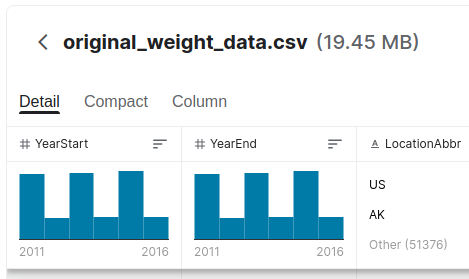 original_weight_data.csv (19.45 MB)
Detail Compact Column
# YearStart # YearEnd A LocationAbbr
US
AK
Other (51376)
2011 2016 2011 2016